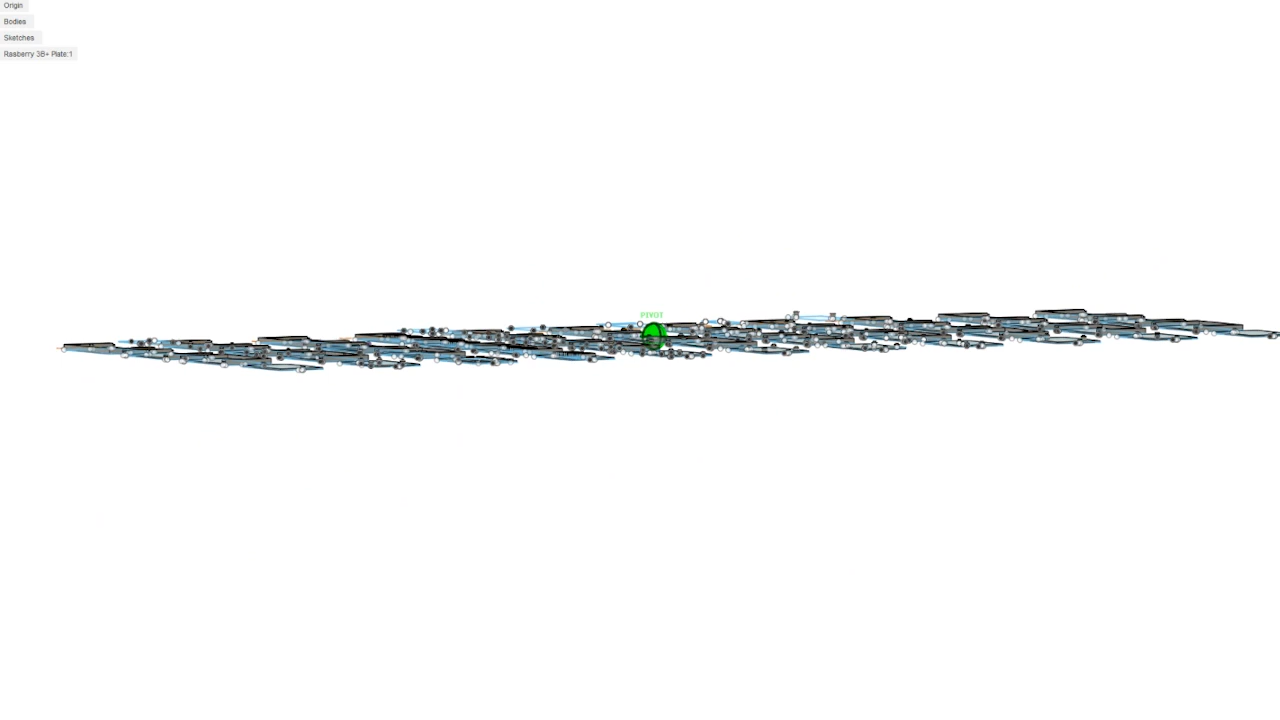 Origin
Bodies
Sketches
Rasberry 3B+ Plate:1
PIVOT